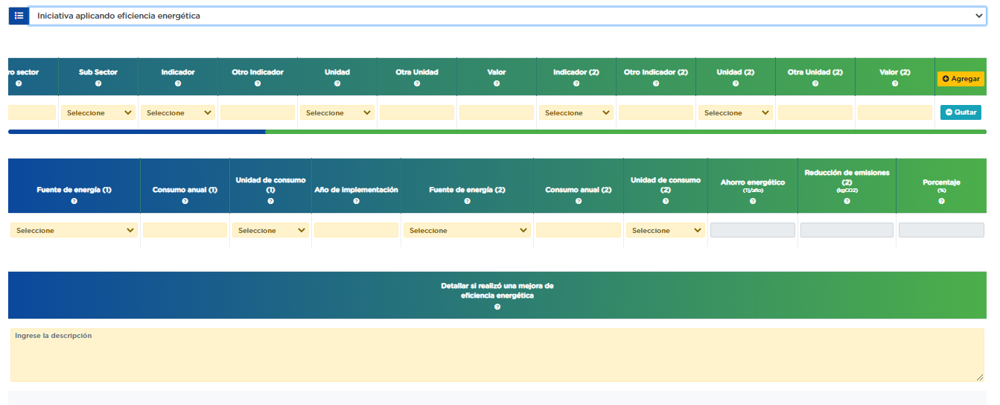 Iniciativa aplicando eficiencia energética
ro sector Sub Sector Indicador Otro Indicador Unidad Otra Unidad Valor Indicador (2) Otro Indicador (2) Unidad (2) Otra Unidad (2) Valor (2) Agregar
Seleccione Seleccione Seleccione Seleccione Seleccione Quitar
Fuente de energía (1) Consumo anual (1) Unidad de consumo (1) Año de implementación Fuente de energía (2) Consumo anual (2) Unidad de consumo (2) Ahorro energético (TJ/año) Reducción de emisiones (2) (kgCO2) Porcentaje (%)
Seleccione Seleccione Seleccione Seleccione
Detallar si realizó una mejora de
eficiencia energética
Ingrese la descripción